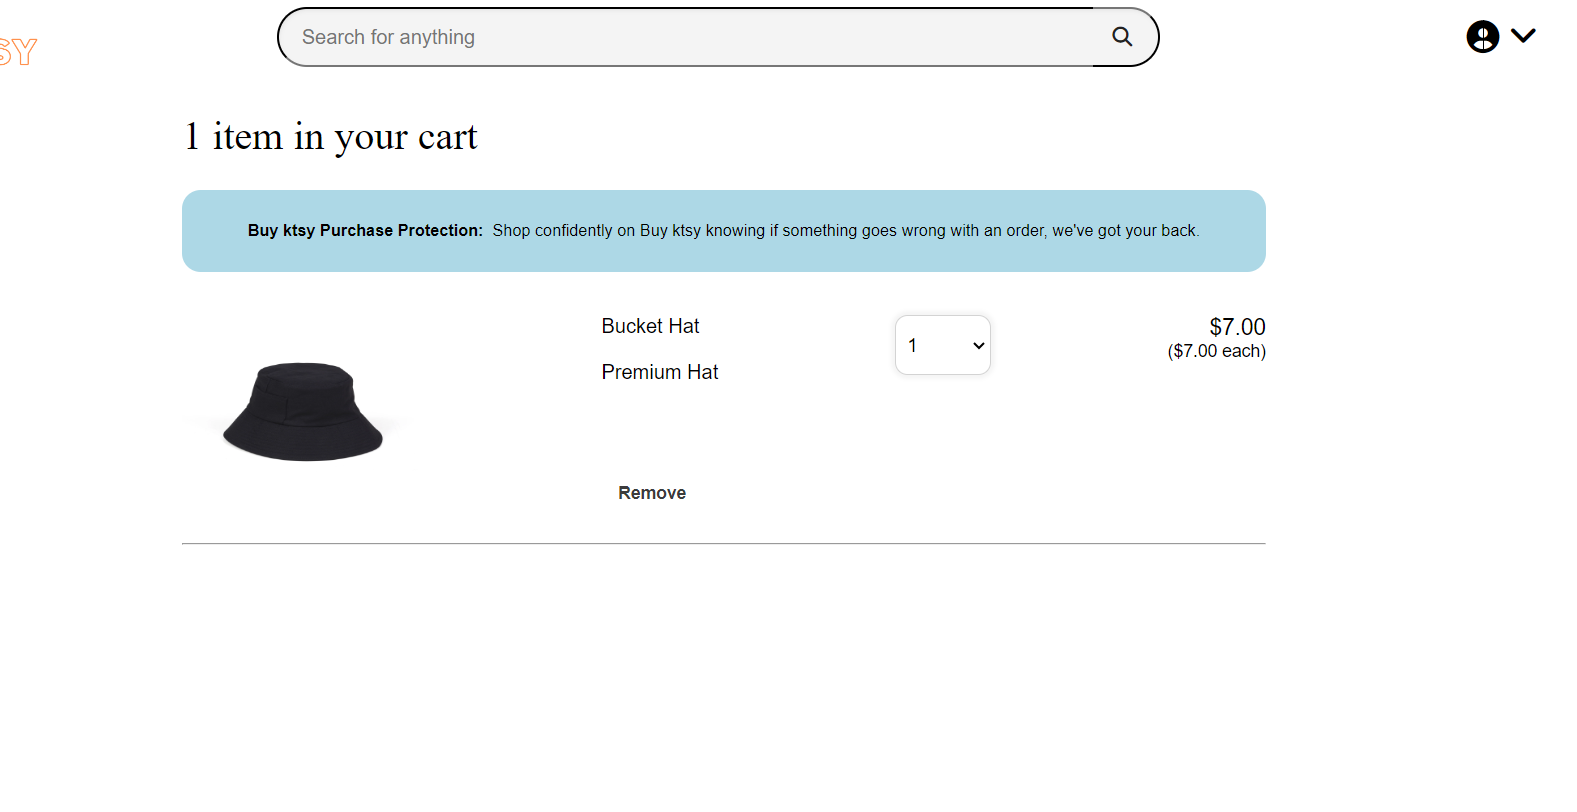 SY
Search for anything
1 item in your cart
Buy ktsy Purchase Protection: Shop confidently on Buy ktsy knowing if something goes wrong with an order, we've got your back.
Bucket Hat
1
$7.00
($7.00 each)
Premium Hat
Remove